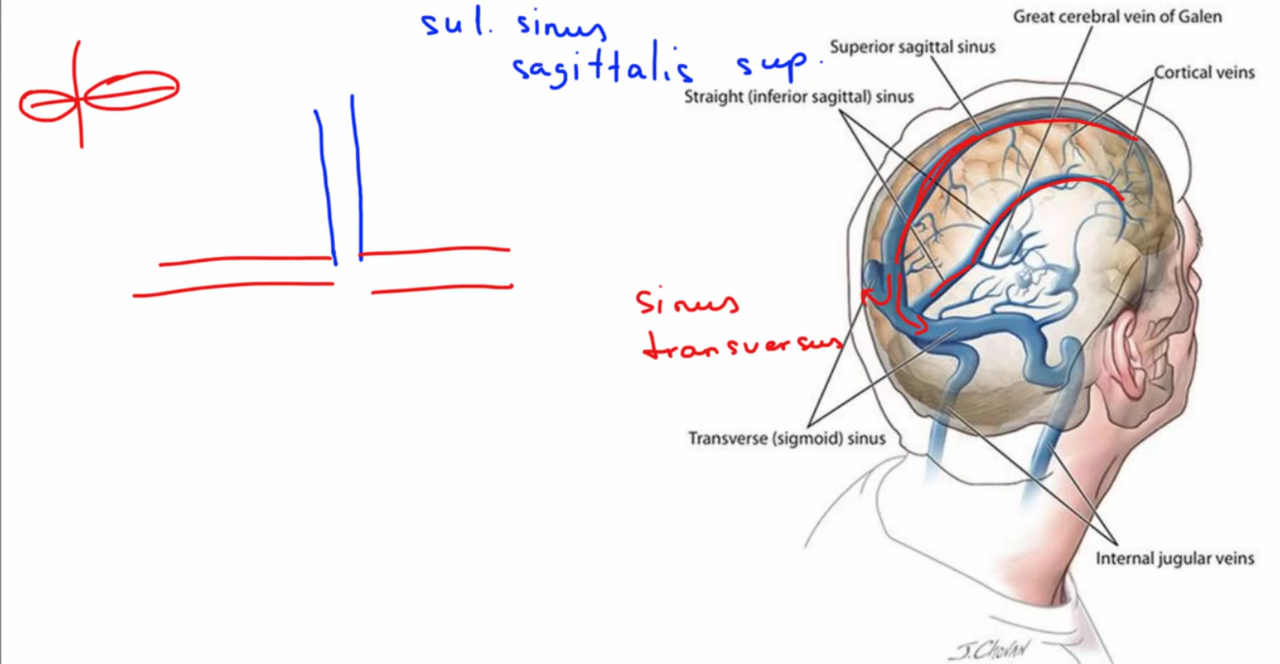 sul. sinus
sagittalis sup.
Great cerebral vein of Galen
Superior sagittal sinus
Cortical veins
Straight (inferior sagittal) sinus
sinus
transversus
Transverse (sigmoid) sinus
Internal jugular veins
J. CHOVAN